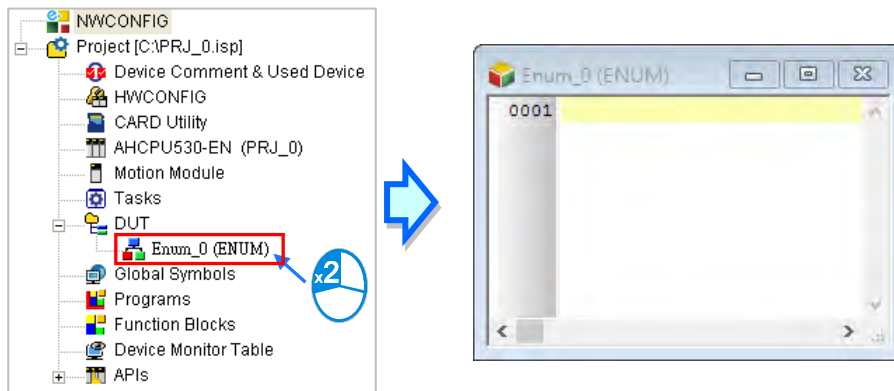 NWCONFIG
Project [C:\PRJ_0.isp]
Device Comment & Used Device
HWCONFIG
CARD Utility
AHCPU530-EN (PRJ_0)
Motion Module
Tasks
DUT
Enum_0 (ENUM)
x2
Global Symbols
Programs
Function Blocks
Device Monitor Table
APIs
Enum_0 (ENUM)
0001